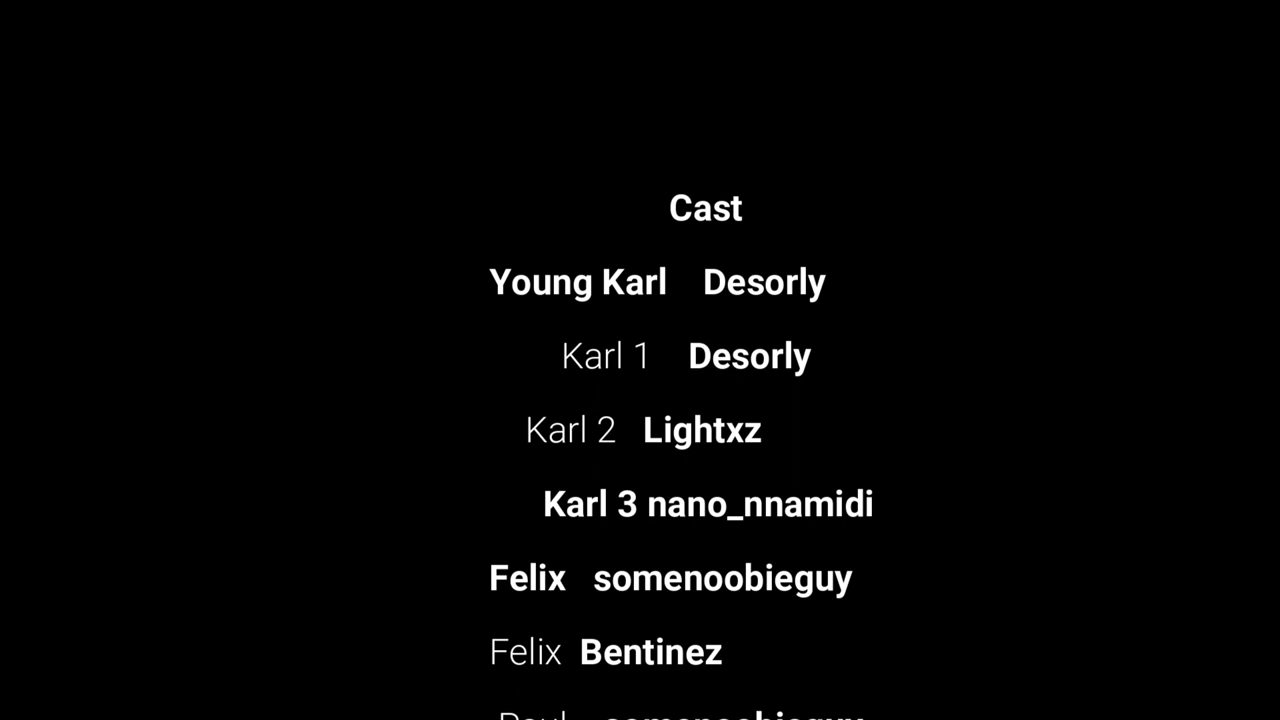 Cast
Young Karl Desorly
Karl 1 Desorly
Karl 2 Lightxz
Karl 3 nano_nnamidi
Felix somenoobieguy
Felix Bentinez